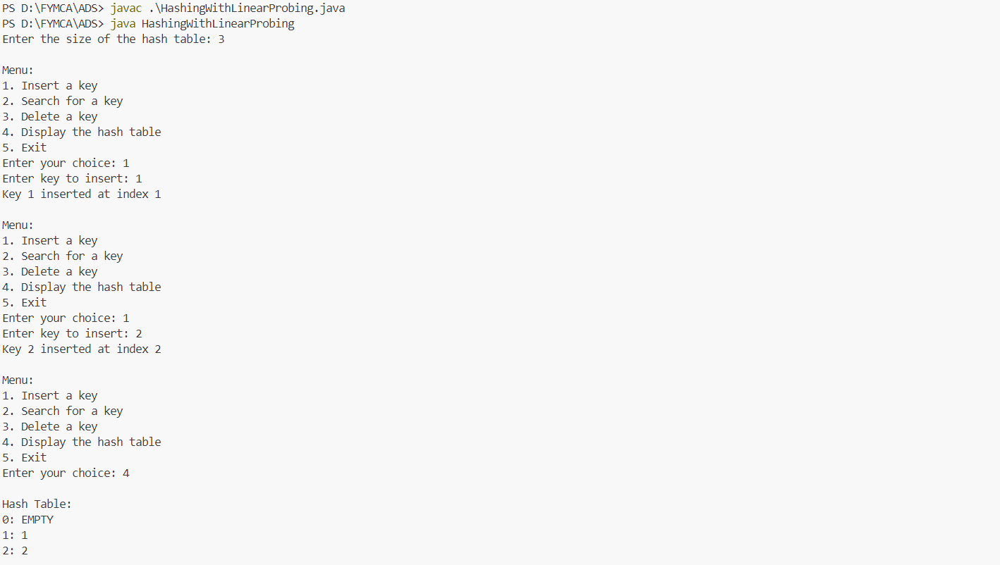 PS D:\FYMCA\ADS> javac .\HashingWithLinearProbing.java
PS D:\FYMCA\ADS> java HashingWithLinearProbing
Enter the size of the hash table: 3

Menu:
1. Insert a key
2. Search for a key
3. Delete a key
4. Display the hash table
5. Exit
Enter your choice: 1
Enter key to insert: 1
Key 1 inserted at index 1

Menu:
1. Insert a key
2. Search for a key
3. Delete a key
4. Display the hash table
5. Exit
Enter your choice: 1
Enter key to insert: 2
Key 2 inserted at index 2

Menu:
1. Insert a key
2. Search for a key
3. Delete a key
4. Display the hash table
5. Exit
Enter your choice: 4

Hash Table:
0: EMPTY
1: 1
2: 2